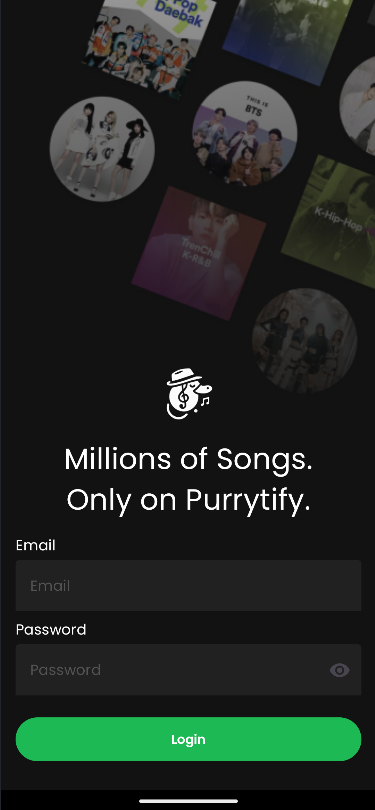 Pop
Daebak
THIS IS
BTS
K-Hip-Hop
TrenChill
K-R&B
Millions of Songs.
Only on Purrytify.
Email
Email
Password
Password
Login